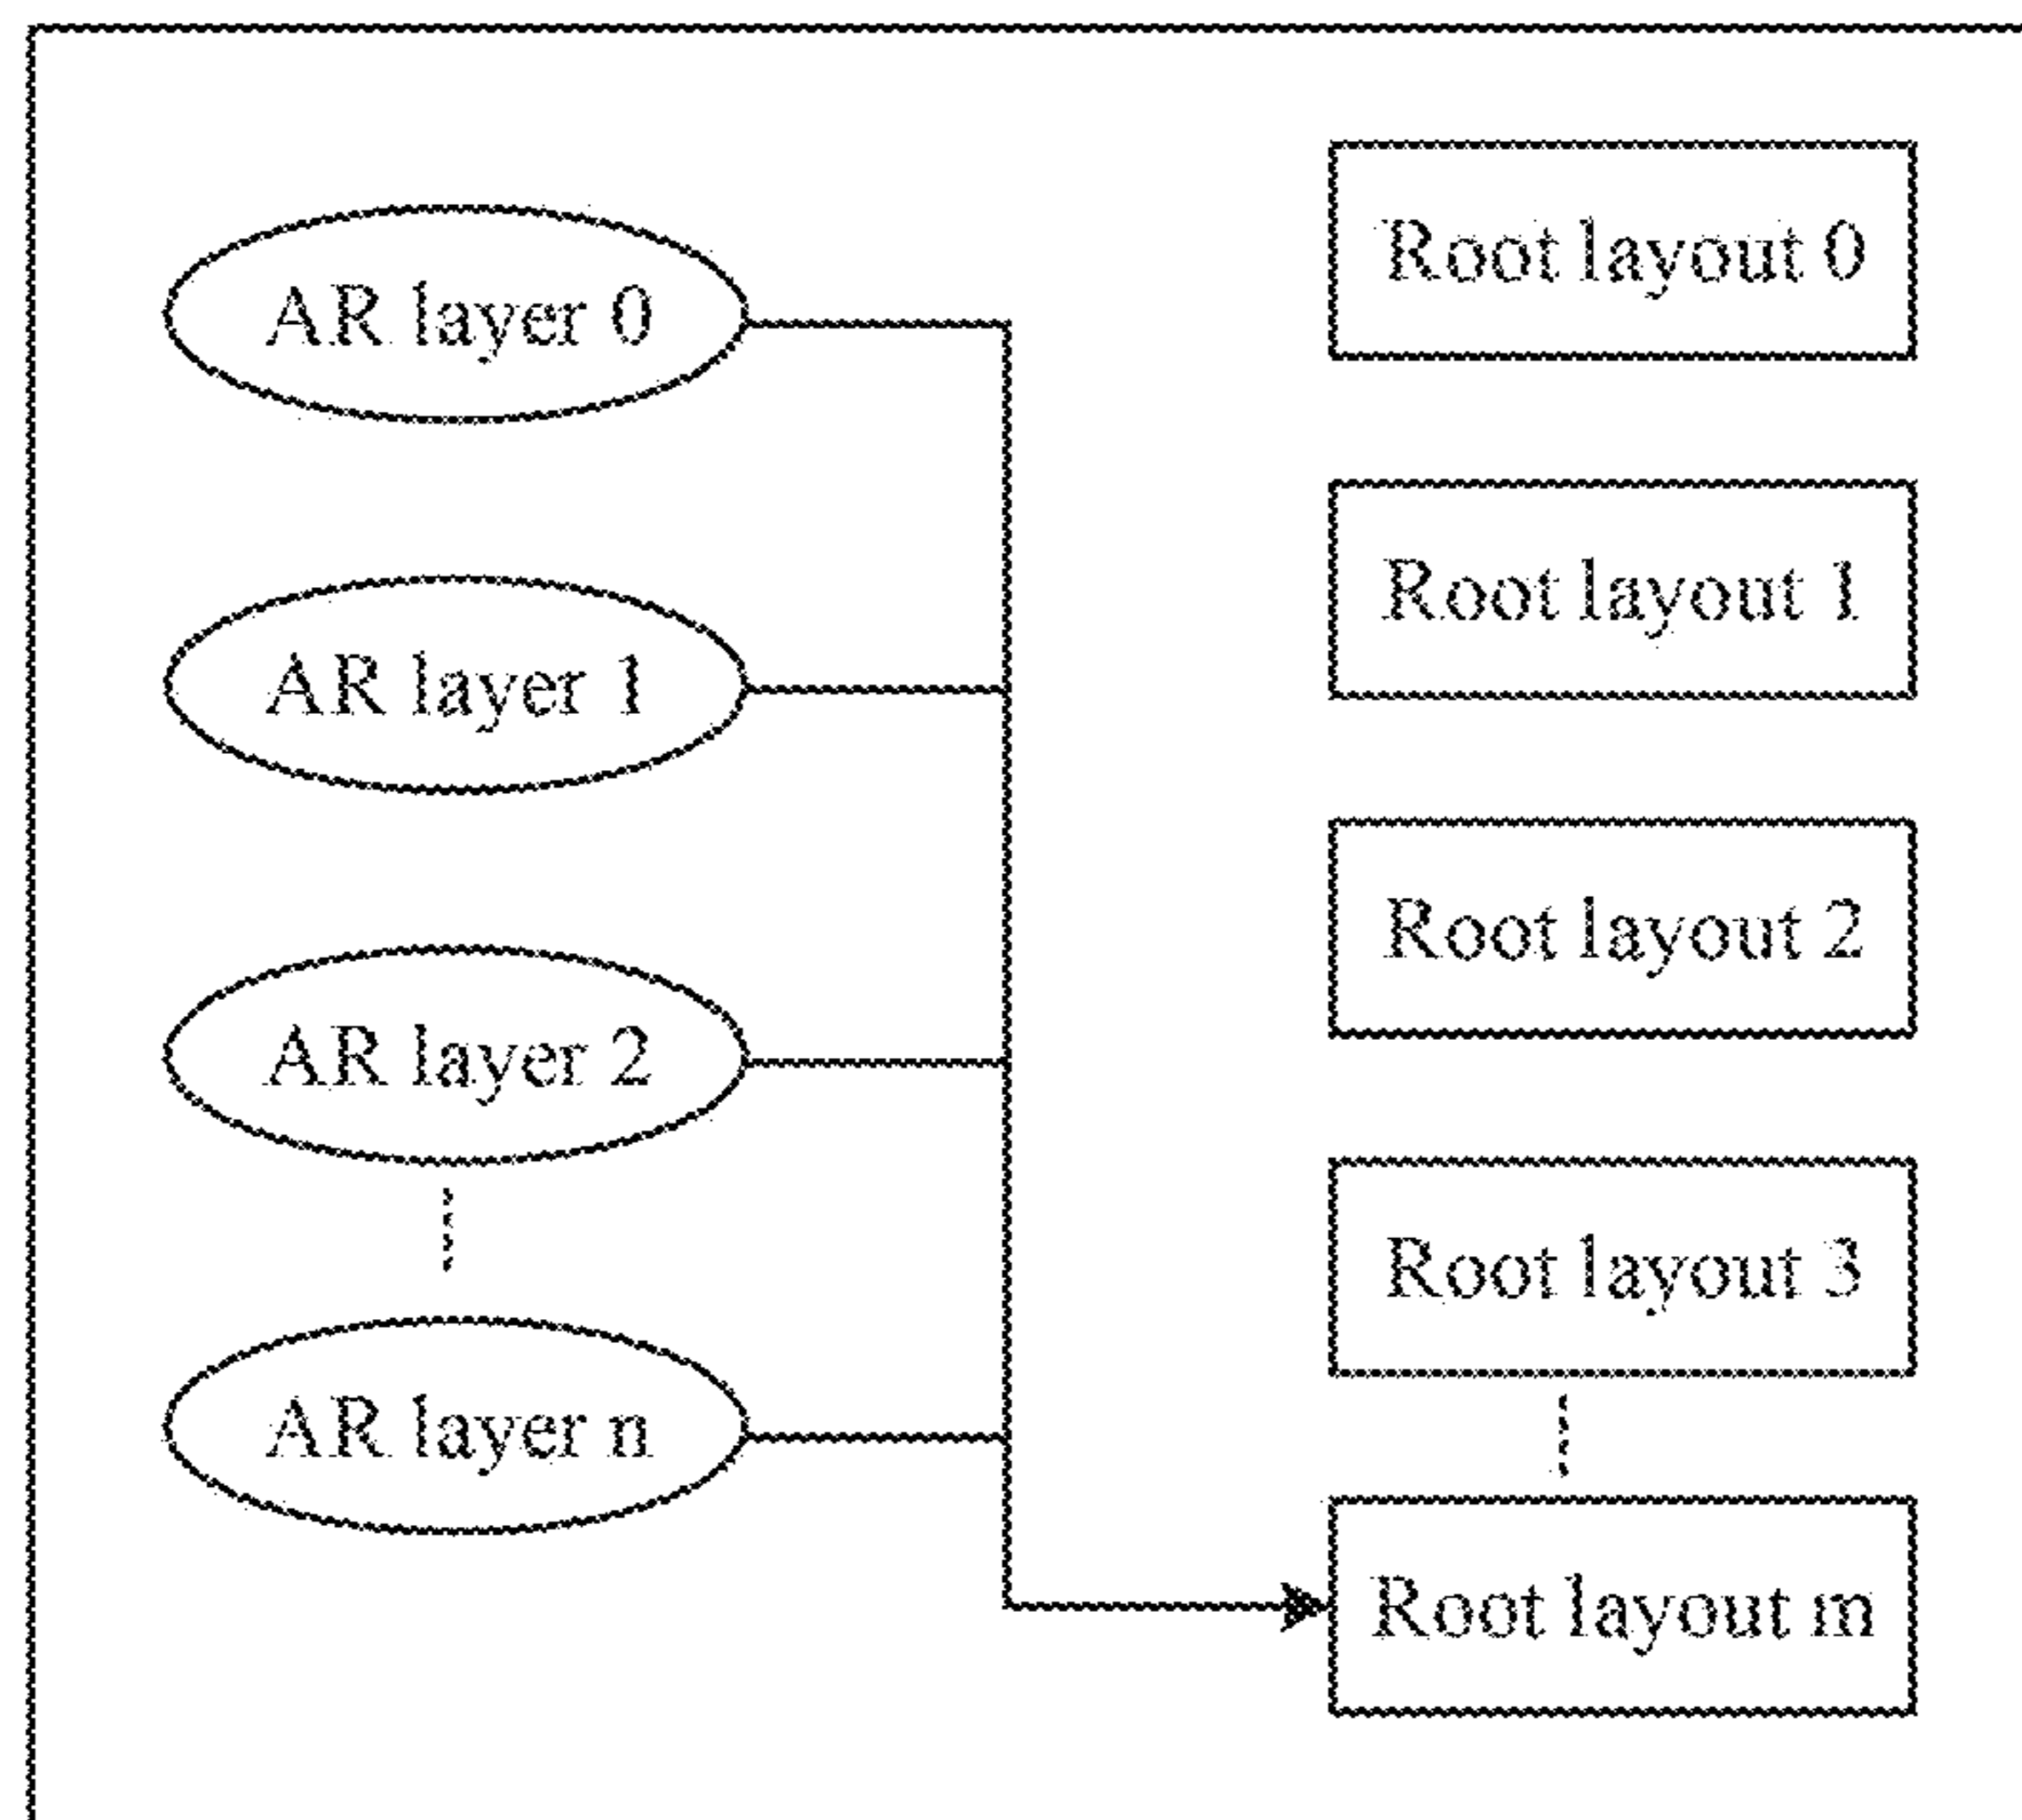 AR layer 0
AR layer 1
AR layer 2
AR layer n
Root layout 0
Root layout 1
Root layout 2
Root layout 3
Root layout m